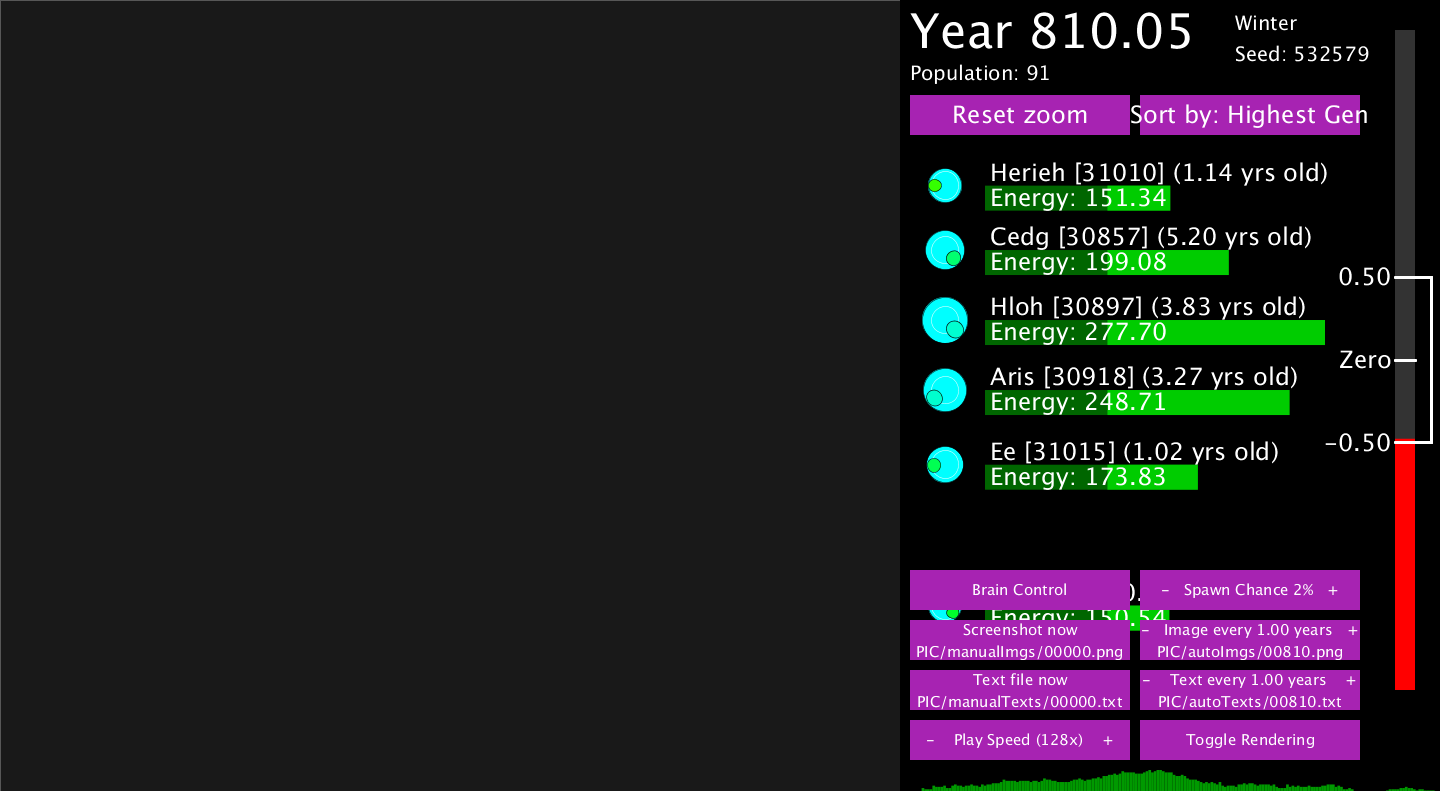 Year 810.05
Winter
Seed: 532579
Population: 91
Reset zoom
Sort by: Highest Gen
Herieh [31010] (1.14 yrs old)
Energy: 151.34
Cedg [30857] (5.20 yrs old)
Energy: 199.08
0.50
Hloh [30897] (3.83 yrs old)
Energy: 277.70
Zero
Aris [30918] (3.27 yrs old)
Energy: 248.71
-0.50
Ee [31015] (1.02 yrs old)
Energy: 173.83
Brain Control
- Spawn Chance 2% +
Energy: 150.54
Screenshot now
PIC/manualImgs/00000.png
- Image every 1.00 years +
PIC/autoImgs/00810.png
Text file now
PIC/manualTexts/00000.txt
- Text every 1.00 years +
PIC/autoTexts/00810.txt
- Play Speed (128x) +
Toggle Rendering